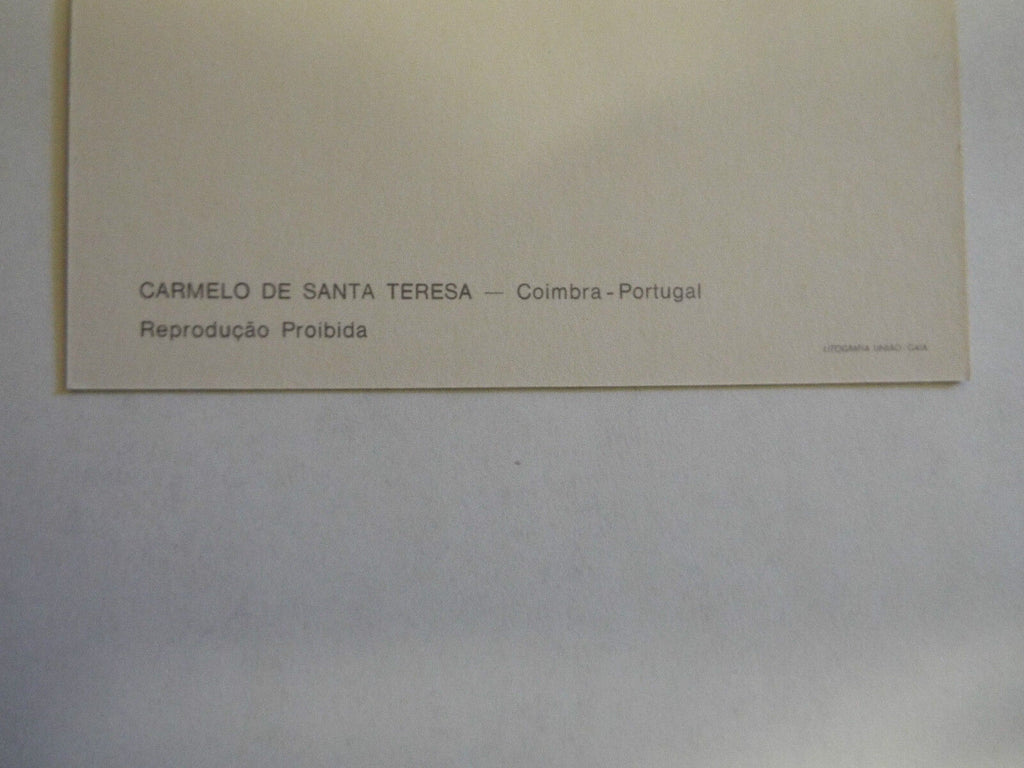 CARMELO DE SANTA TERESA — Coimbra-Portugal
Reprodução Proibida
LITOGRAFIA UNIÃO - GAIA